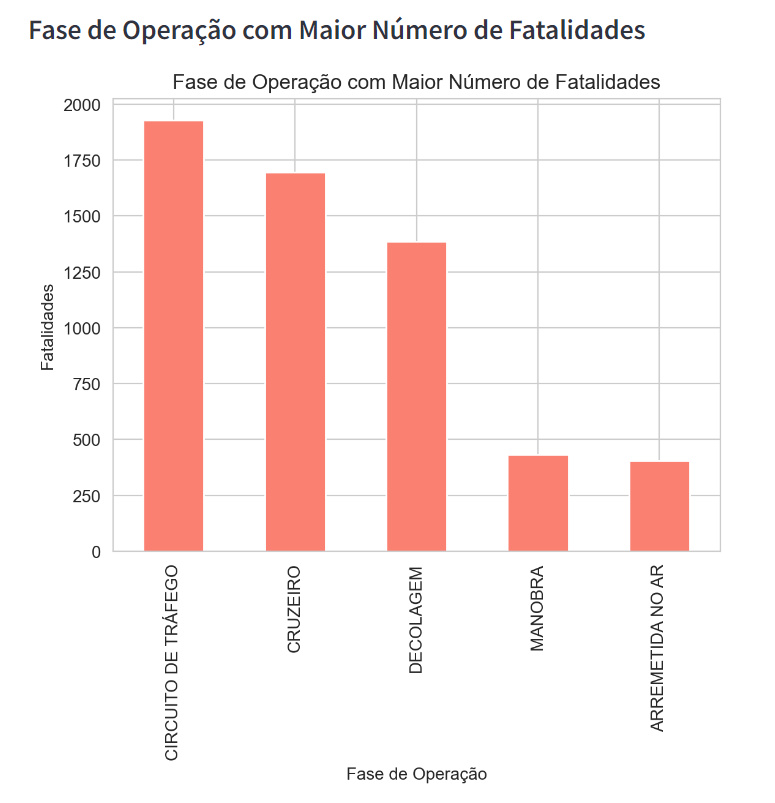 Fase de Operação com Maior Número de Fatalidades
Fase de Operação com Maior Número de Fatalidades
Fatalidades
2000
1750
1500
1250
1000
750
500
250
0
CIRCUITO DE TRÁFEGO
CRUZEIRO
DECOLAGEM
MANOBRA
ARREMETIDA NO AR
Fase de Operação